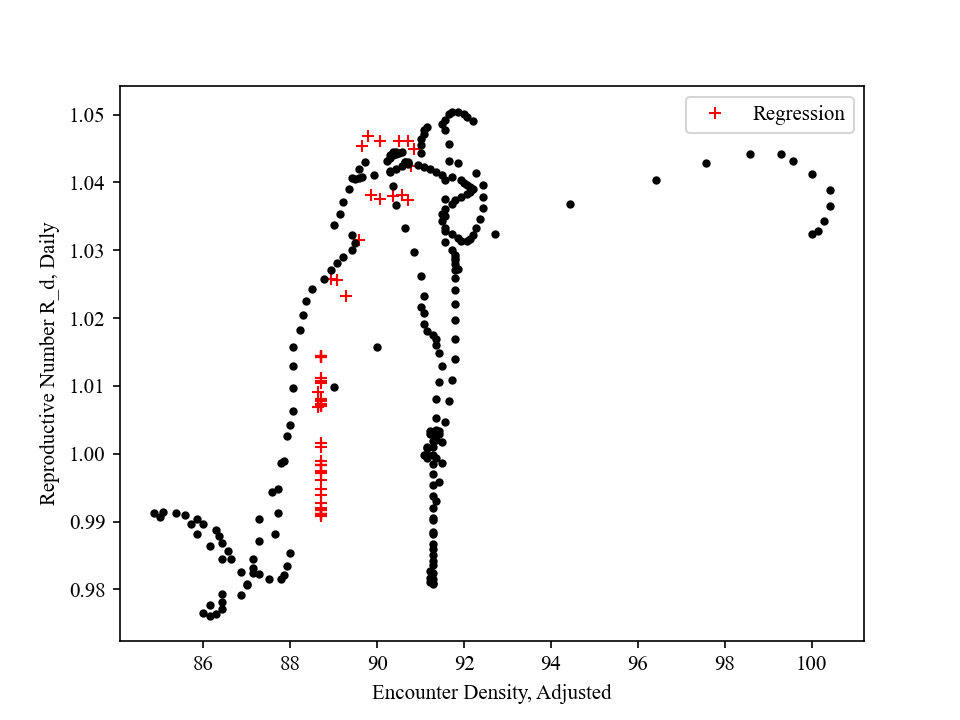 Regression
1.05
1.04
1.03
1.02
1.01
1.00
0.99
0.98
Reproductive Number R_d, Daily
86 88 90 92 94 96 98 100
Encounter Density, Adjusted